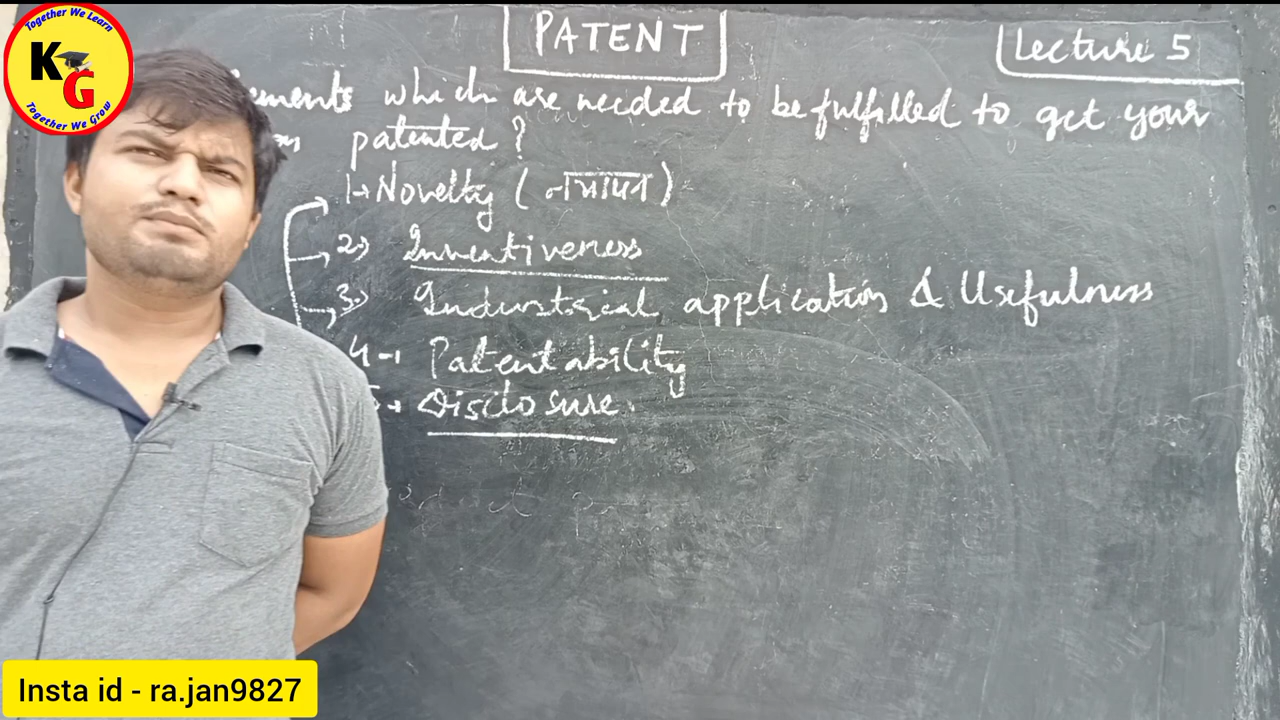 Together We Learn
KG
Together We Grow
PATENT
Lecture 5
ements which are needed to be fulfilled to get your
patented ?
1→ Novelty ( नयापन )
2→ Inventiveness
3→ Industrial application & Usefulness
4→ Patentability
→ Disclosure.
Insta id - ra.jan9827